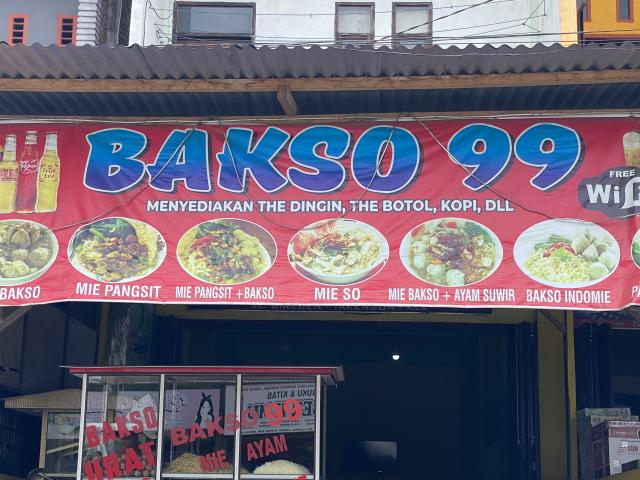 BAKSO 99
MENYEDIAKAN THE DINGIN, THE BOTOL, KOPI, DLL
FREE
BAKSO
MIE PANGSIT
MIE PANGSIT + BAKSO
MIE SO
MIE BAKSO + AYAM SUWIR
BAKSO INDOMIE
BAKSO
URAT
BAKSO 99
MIE AYAM